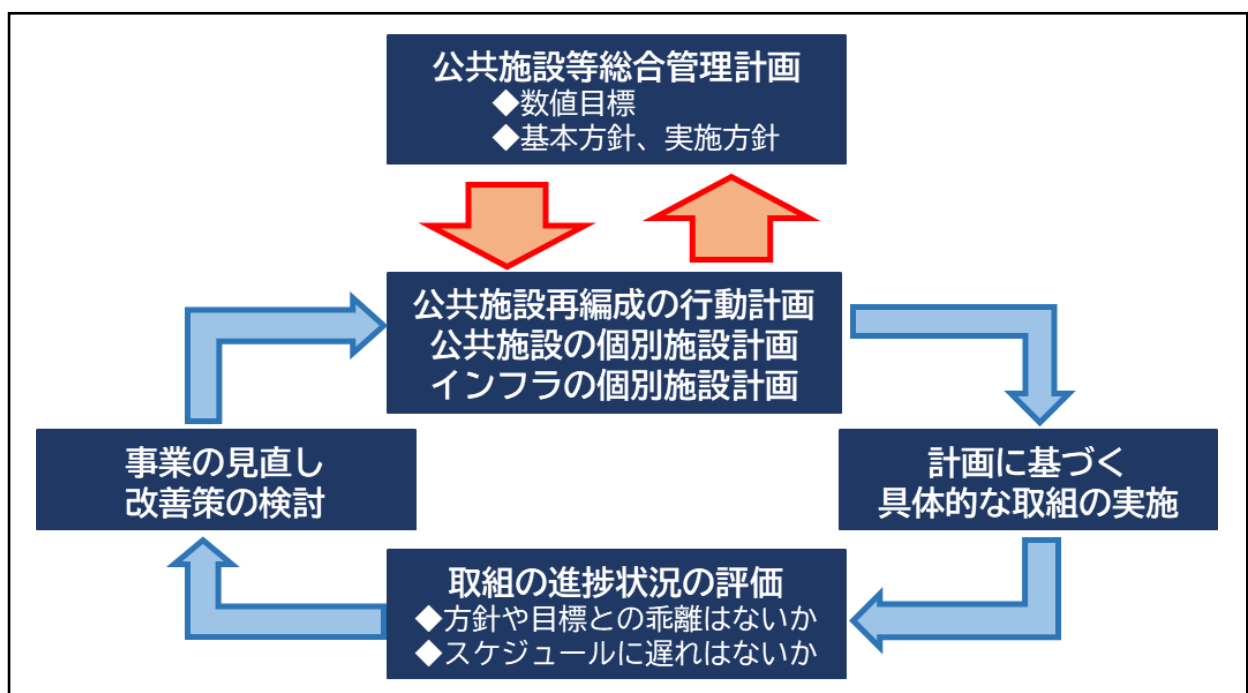 公共施設等総合管理計画
◆数値目標
◆基本方針、実施方針
公共施設再編成の行動計画
公共施設の個別施設計画
インフラの個別施設計画
事業の見直し
改善策の検討
計画に基づく
具体的な取組の実施
取組の進捗状況の評価
◆方針や目標との乖離はないか
◆スケジュールに遅れはないか